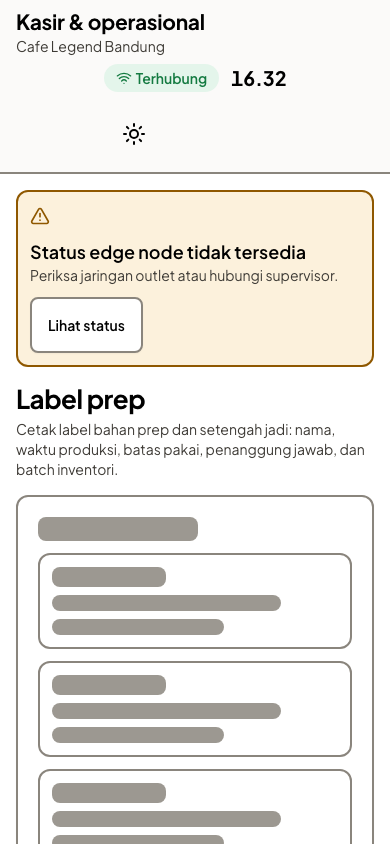 Kasir & operasional
Cafe Legend Bandung
Terhubung 16.32
Status edge node tidak tersedia
Periksa jaringan outlet atau hubungi supervisor.
Lihat status
Label prep
Cetak label bahan prep dan setengah jadi: nama,
waktu produksi, batas pakai, penanggung jawab, dan
batch inventori.